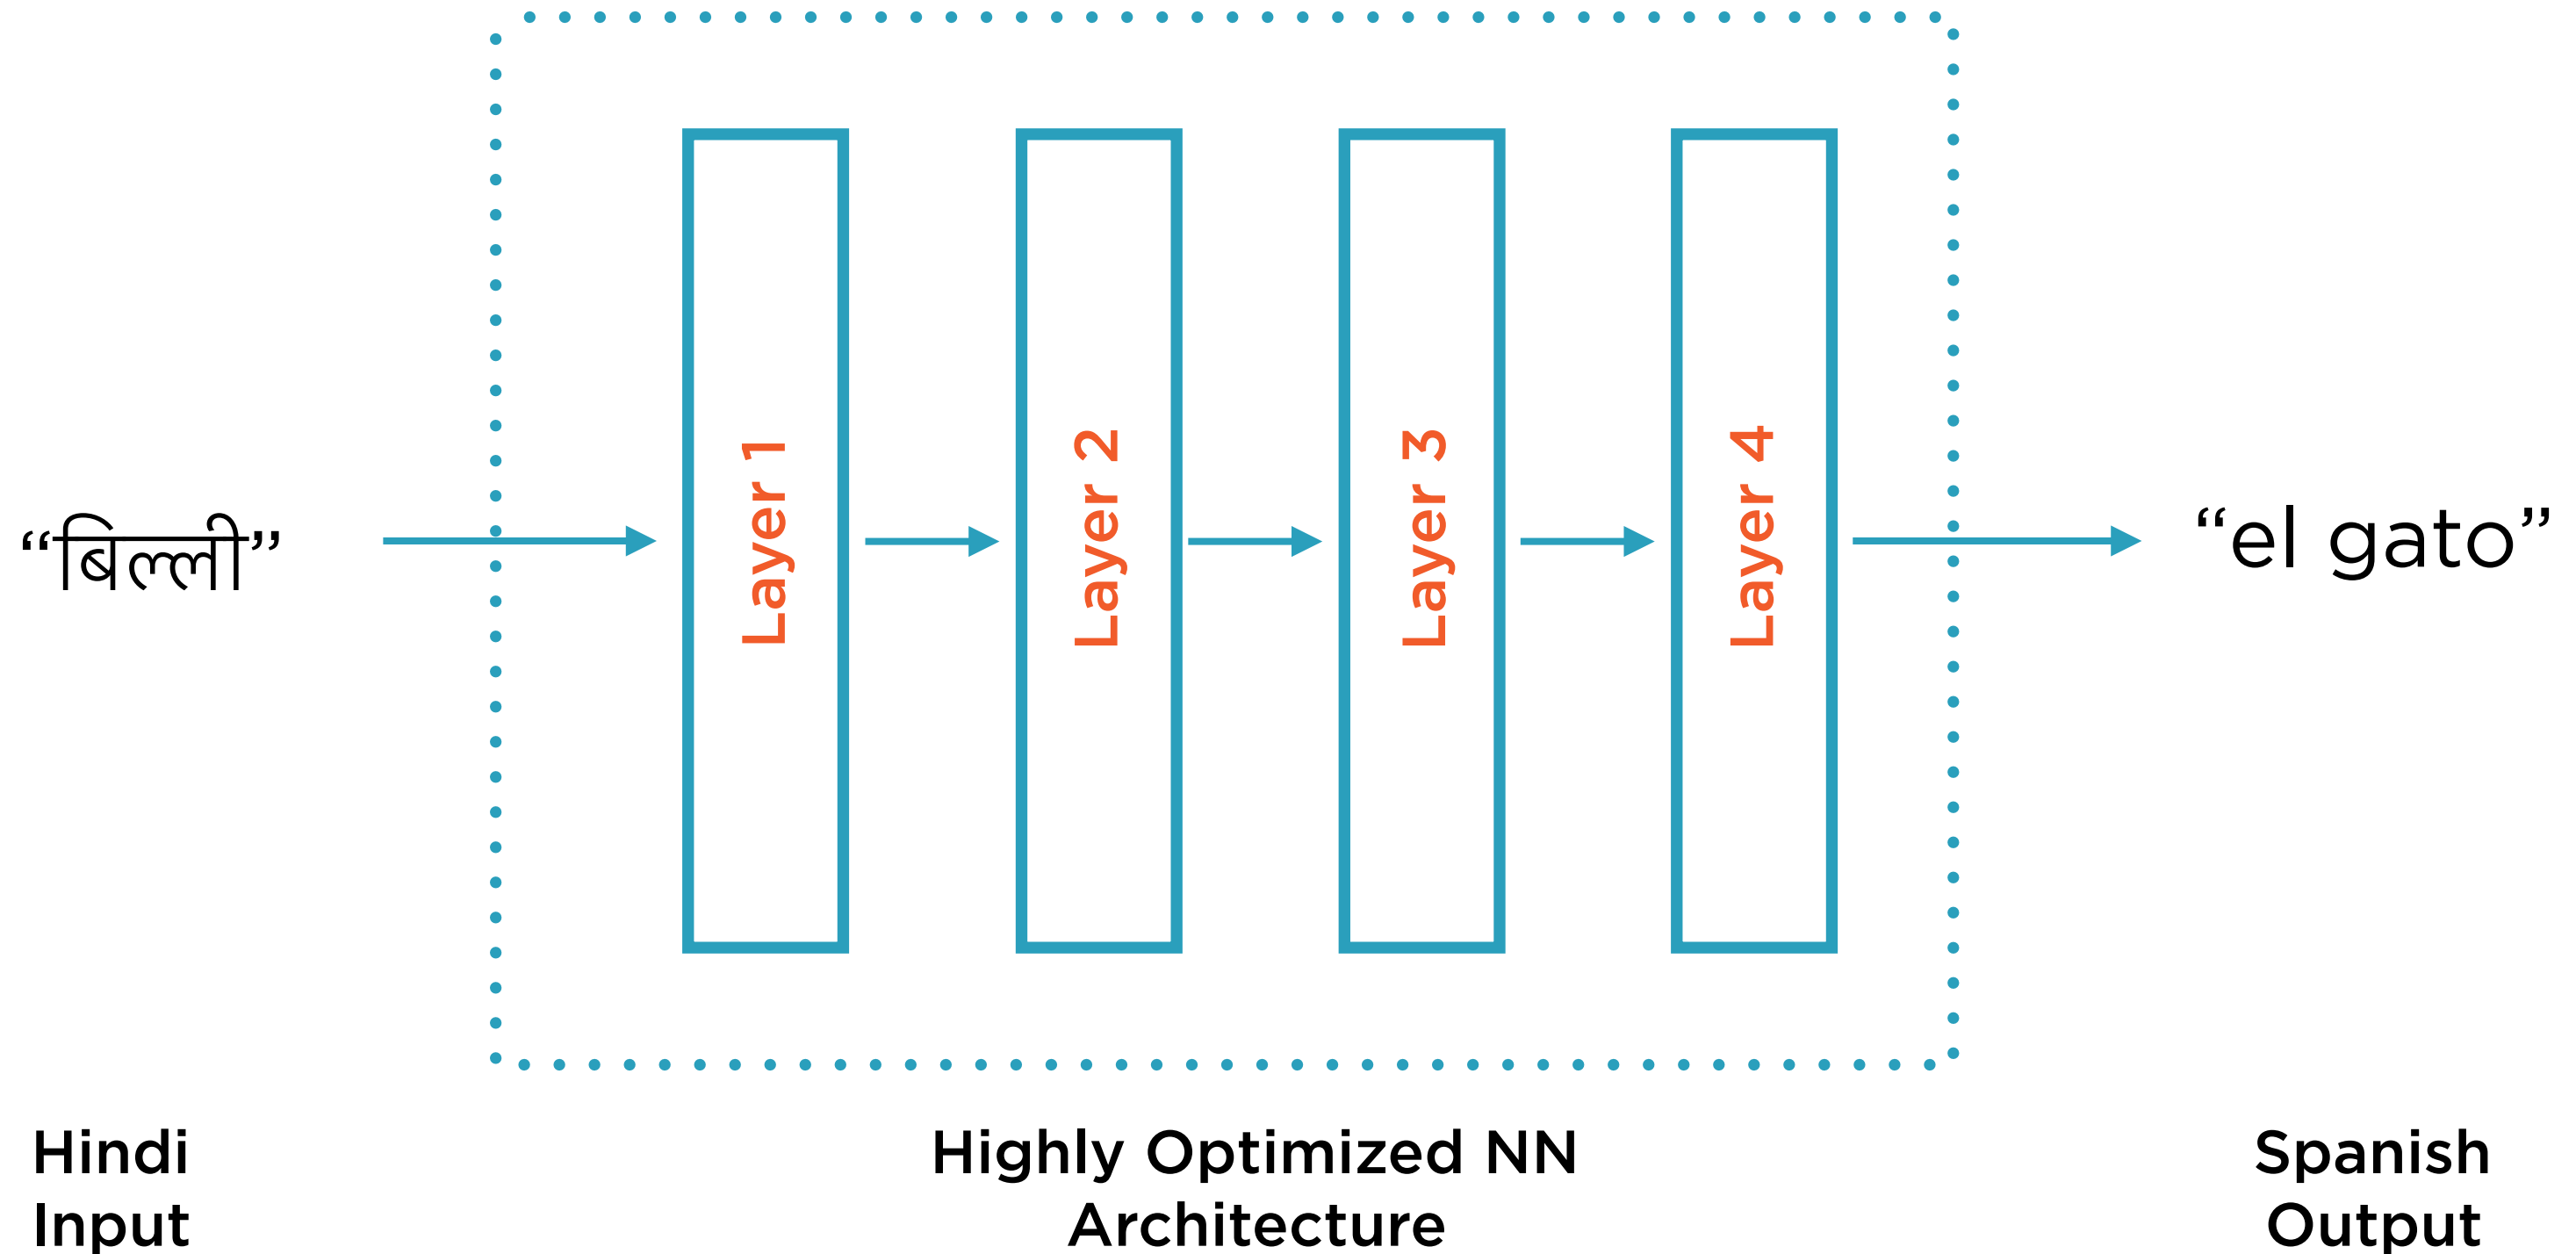 “बिल्ली”
Layer 1
Layer 2
Layer 3
Layer 4
“el gato”
Hindi
Input
Highly Optimized NN
Architecture
Spanish
Output